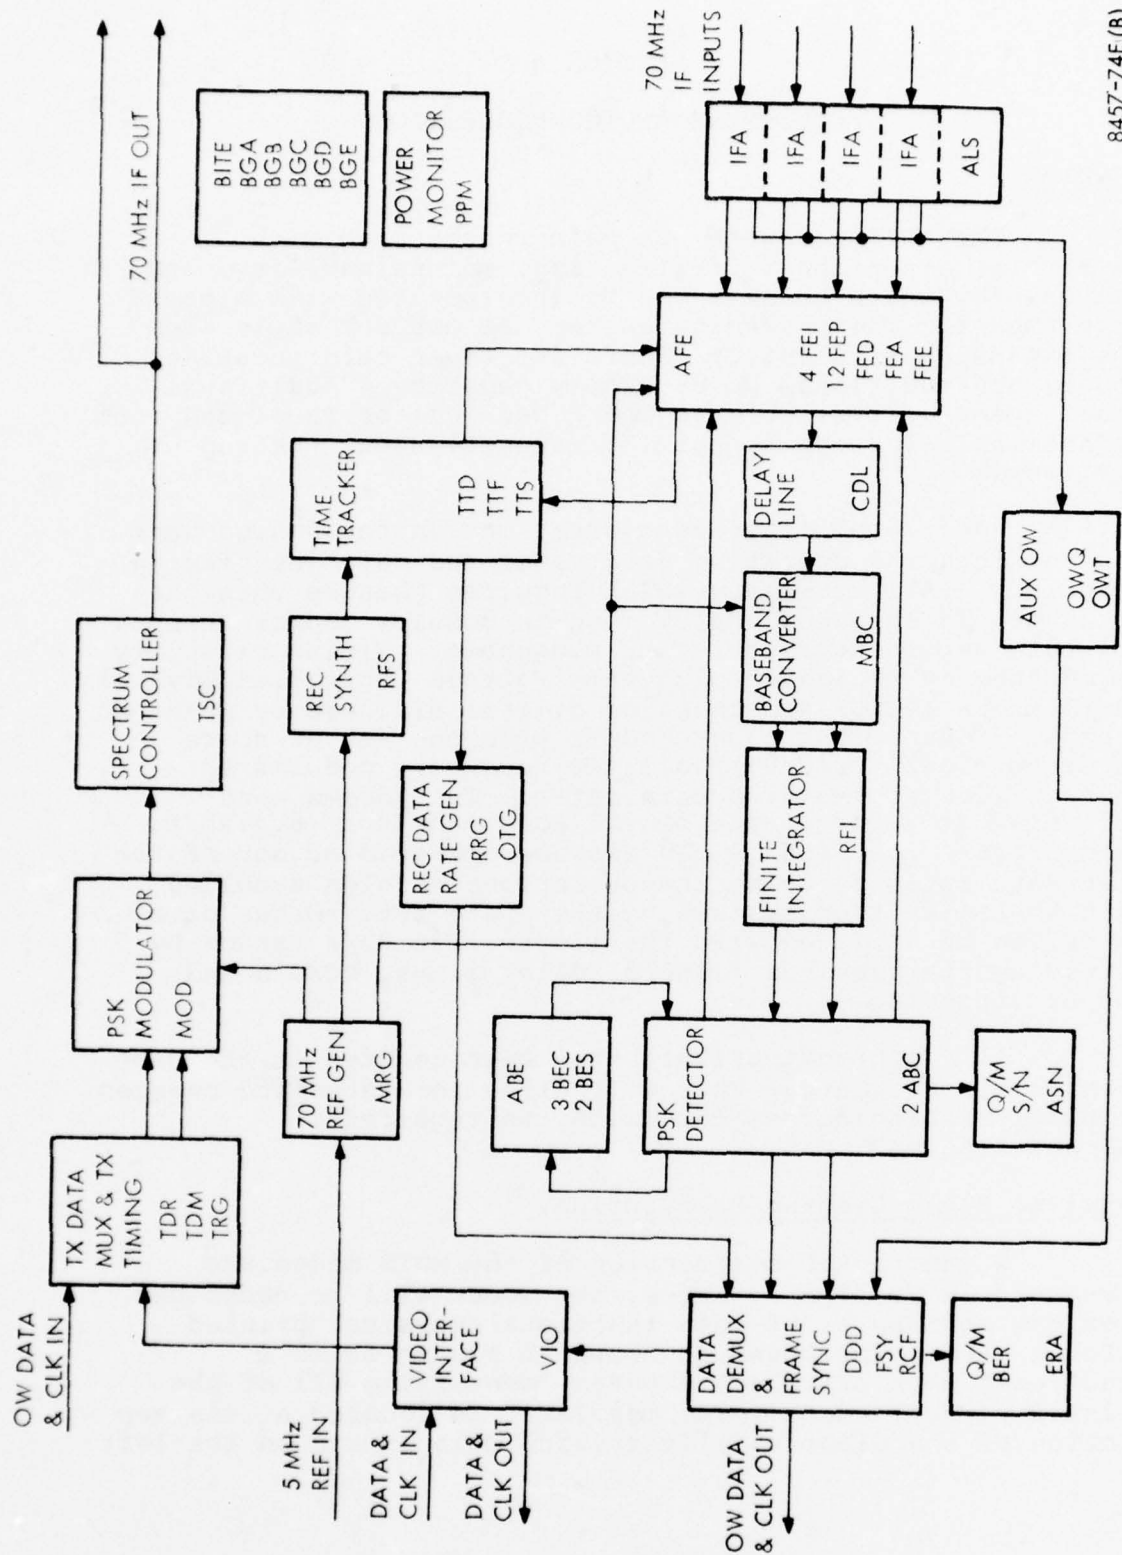 OW DATA
& CLK IN
TX DATA
MUX & TX
TIMING
TDR
TDM
TRG
PSK
MODULATOR
MOD
SPECTRUM
CONTROLLER
TSC
70 MHz IF OUT
5 MHz
REF IN
70 MHz
REF GEN
MRG
REC
SYNTH
RFS
TIME
TRACKER
TTD
TTF
TTS
BITE
BGA
BGB
BGC
BGD
BGE
POWER
MONITOR
PPM
DATA &
CLK IN
DATA &
CLK OUT
VIDEO
INTER-
FACE
VIO
REC DATA
RATE GEN
RRG
OTG
ABE
3 BEC
2 BES
PSK
DETECTOR
2 ABC
FINITE
INTEGRATOR
RFI
BASEBAND
CONVERTER
MBC
DELAY
LINE
CDL
AFE
4 FEI
12 FEP
FED
FEA
FEE
70 MHz
IF
INPUTS
IFA
IFA
IFA
IFA
ALS
OW DATA
& CLK OUT
DATA
DEMUX
&
FRAME
SYNC
DDD
FSY
RCF
Q/M
BER
ERA
Q/M
S/N
ASN
AUX OW
OWQ
OWT
8457-74E(B)